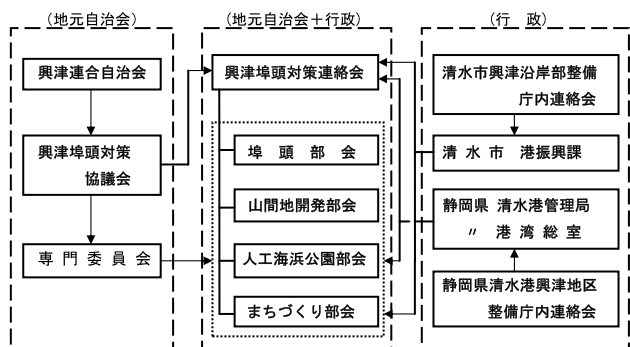 (地元自治会)
興津連合自治会
興津埠頭対策
協議会
専門委員会
(地元自治会＋行政)
興津埠頭対策連絡会
埠頭部会
山間地開発部会
人工海浜公園部会
まちづくり部会
(行 政)
清水市興津沿岸部整備
庁内連絡会
清水市 港振興課
静岡県 清水港管理局
〃 港湾総室
静岡県清水港興津地区
整備庁内連絡会